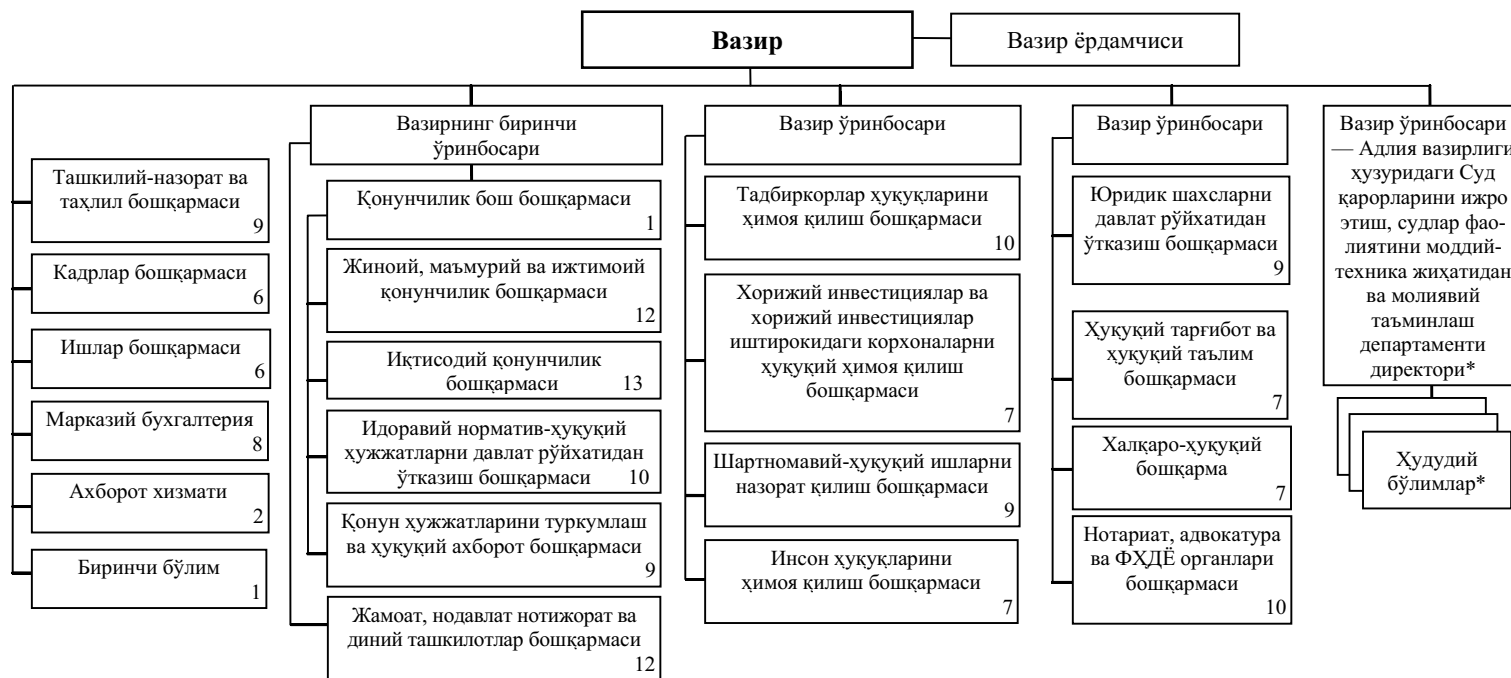 Вазир
Вазир ёрдамчиси
Ташкилий-назорат ва
таҳлил бошқармаси
9
Кадрлар бошқармаси
6
Ишлар бошқармаси
6
Марказий бухгалтерия
8
Ахборот хизмати
2
Биринчи бўлим
1
Вазирнинг биринчи
ўринбосари
Қонунчилик бош бошқармаси
1
Жиноий, маъмурий ва ижтимоий
қонунчилик бошқармаси
12
Иқтисодий қонунчилик
бошқармаси 13
Идоравий норматив-ҳуқуқий
ҳужжатларни давлат рўйхатидан
ўтказиш бошқармаси 10
Қонун ҳужжатларини туркумлаш
ва ҳуқуқий ахборот бошқармаси
9
Жамоат, нодавлат нотижорат ва
диний ташкилотлар бошқармаси
12
Вазир ўринбосари
Тадбиркорлар ҳуқуқларини
ҳимоя қилиш бошқармаси
10
Хорижий инвестициялар ва
хорижий инвестициялар
иштирокидаги корхоналарни
ҳуқуқий ҳимоя қилиш
бошқармаси
7
Шартномавий-ҳуқуқий ишларни
назорат қилиш бошқармаси
9
Инсон ҳуқуқларини
ҳимоя қилиш бошқармаси
7
Вазир ўринбосари
Юридик шахсларни
давлат рўйхатидан
ўтказиш бошқармаси
9
Ҳуқуқий тарғибот ва
ҳуқуқий таълим
бошқармаси
7
Халқаро-ҳуқуқий
бошқарма
7
Нотариат, адвокатура
ва ФҲДЁ органлари
бошқармаси
10
Вазир ўринбосари
— Адлия вазирлиги
ҳузуридаги Суд
қарорларини ижро
этиш, судлар фао-
лиятини моддий-
техника жиҳатидан
ва молиявий
таъминлаш
департаменти
директори*
Ҳудудий
бўлимлар*